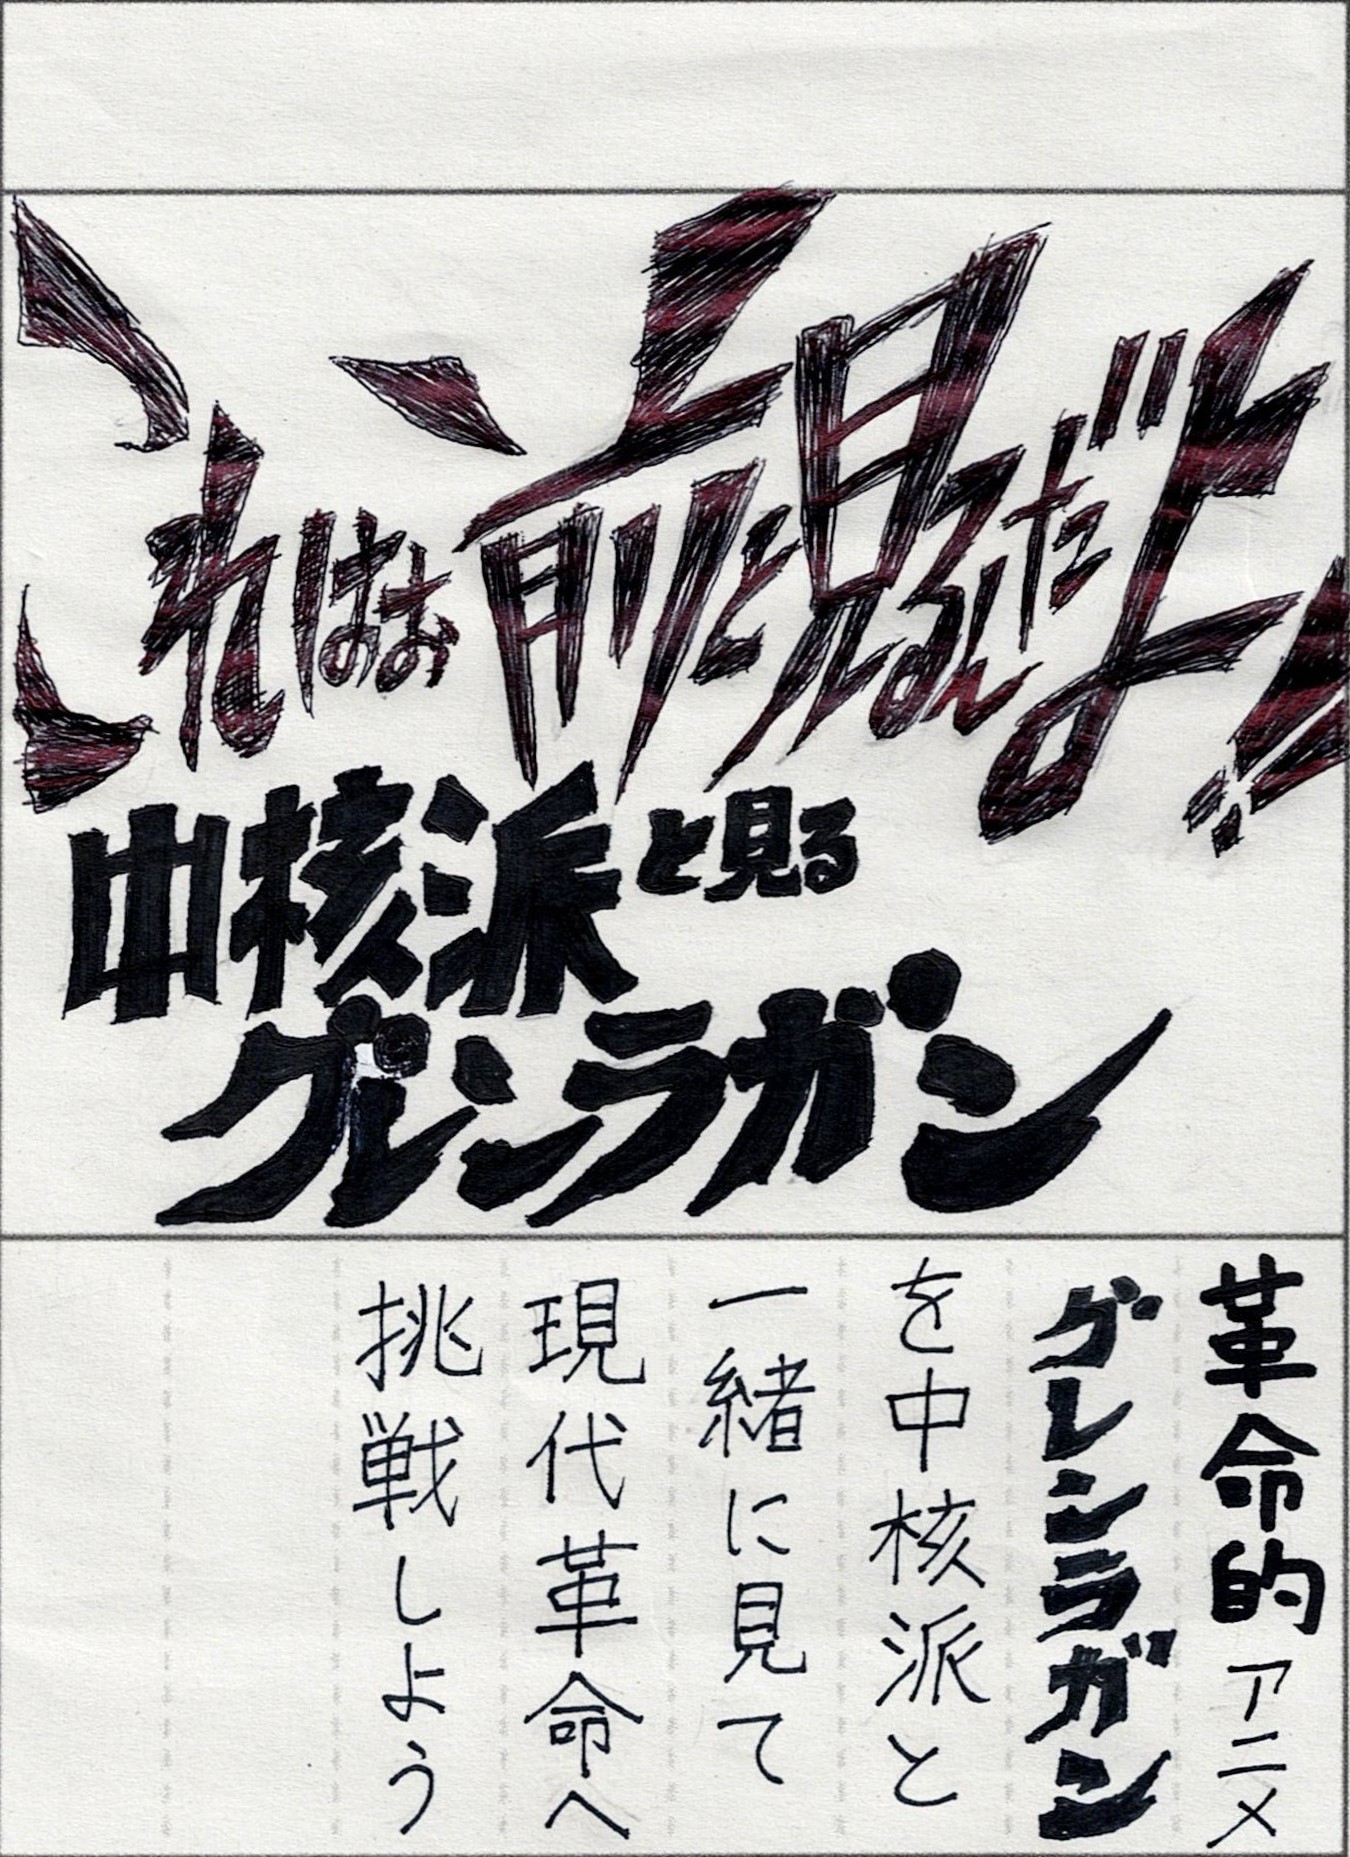 これはお前と見るんだよ!!
中核派と見る
グレンラガン
革命的アニメ
グレンラガン
を中核派と
一緒に見て
現代革命へ
挑戦しよう